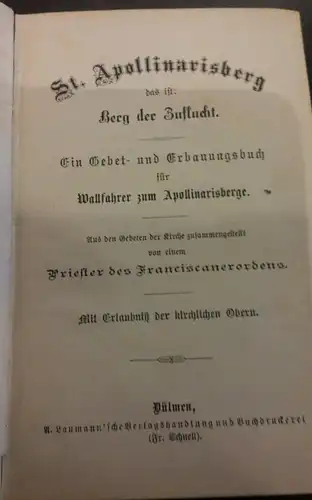 St. Apollinarisberg
das ist:
Berg der Zuflucht.
Ein Gebet- und Erbauungsbuch
für
Wallfahrer zum Apollinarisberge.
Aus den Gebeten der Kirche zusammengestellt
von einem
Priester des Franciscanerordens.
Mit Erlaubniß der kirchlichen Obern.
Dülmen,
A. Laumann'sche Verlagshandlung und Buchdruckerei
(Fr. Schnell).